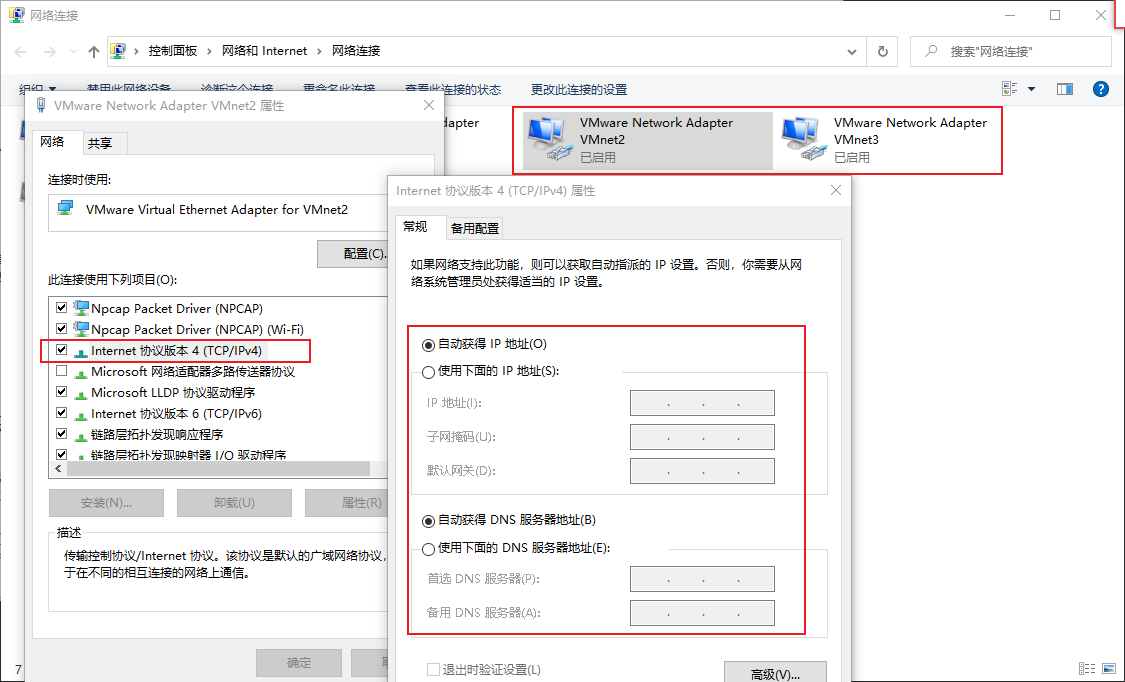 网络连接
控制面板 › 网络和 Internet › 网络连接
搜索"网络连接"
组织 禁用此网络设备 诊断这个连接 重命名此连接 查看此连接的状态 更改此连接的设置
dapter
VMware Network Adapter
VMnet2
已启用
VMware Network Adapter
VMnet3
已启用
VMware Network Adapter VMnet2 属性
网络 共享
连接时使用:
VMware Virtual Ethernet Adapter for VMnet2
配置(C)...
此连接使用下列项目(O):
Npcap Packet Driver (NPCAP)
Npcap Packet Driver (NPCAP) (Wi-Fi)
Internet 协议版本 4 (TCP/IPv4)
Microsoft 网络适配器多路传送器协议
Microsoft LLDP 协议驱动程序
Internet 协议版本 6 (TCP/IPv6)
链路层拓扑发现响应程序
链路层拓扑发现映射器 I/O 驱动程序
安装(N)... 卸载(U) 属性(R)
描述
传输控制协议/Internet 协议。该协议是默认的广域网络协议，
于在不同的相互连接的网络上通信。
确定
7
Internet 协议版本 4 (TCP/IPv4) 属性
常规 备用配置
如果网络支持此功能，则可以获取自动指派的 IP 设置。否则，你需要从网
络系统管理员处获得适当的 IP 设置。
自动获得 IP 地址(O)
使用下面的 IP 地址(S):
IP 地址(I):
子网掩码(U):
默认网关(D):
自动获得 DNS 服务器地址(B)
使用下面的 DNS 服务器地址(E):
首选 DNS 服务器(P):
备用 DNS 服务器(A):
退出时验证设置(L)
高级(V)...